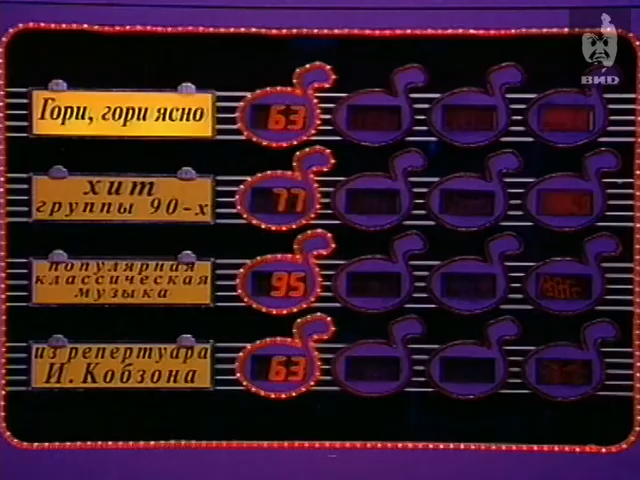 ВИD
Гори, гори ясно
63
хит
группы 90-х
77
популярная
классическая
музыка
95
из репертуара
И. Кобзона
63